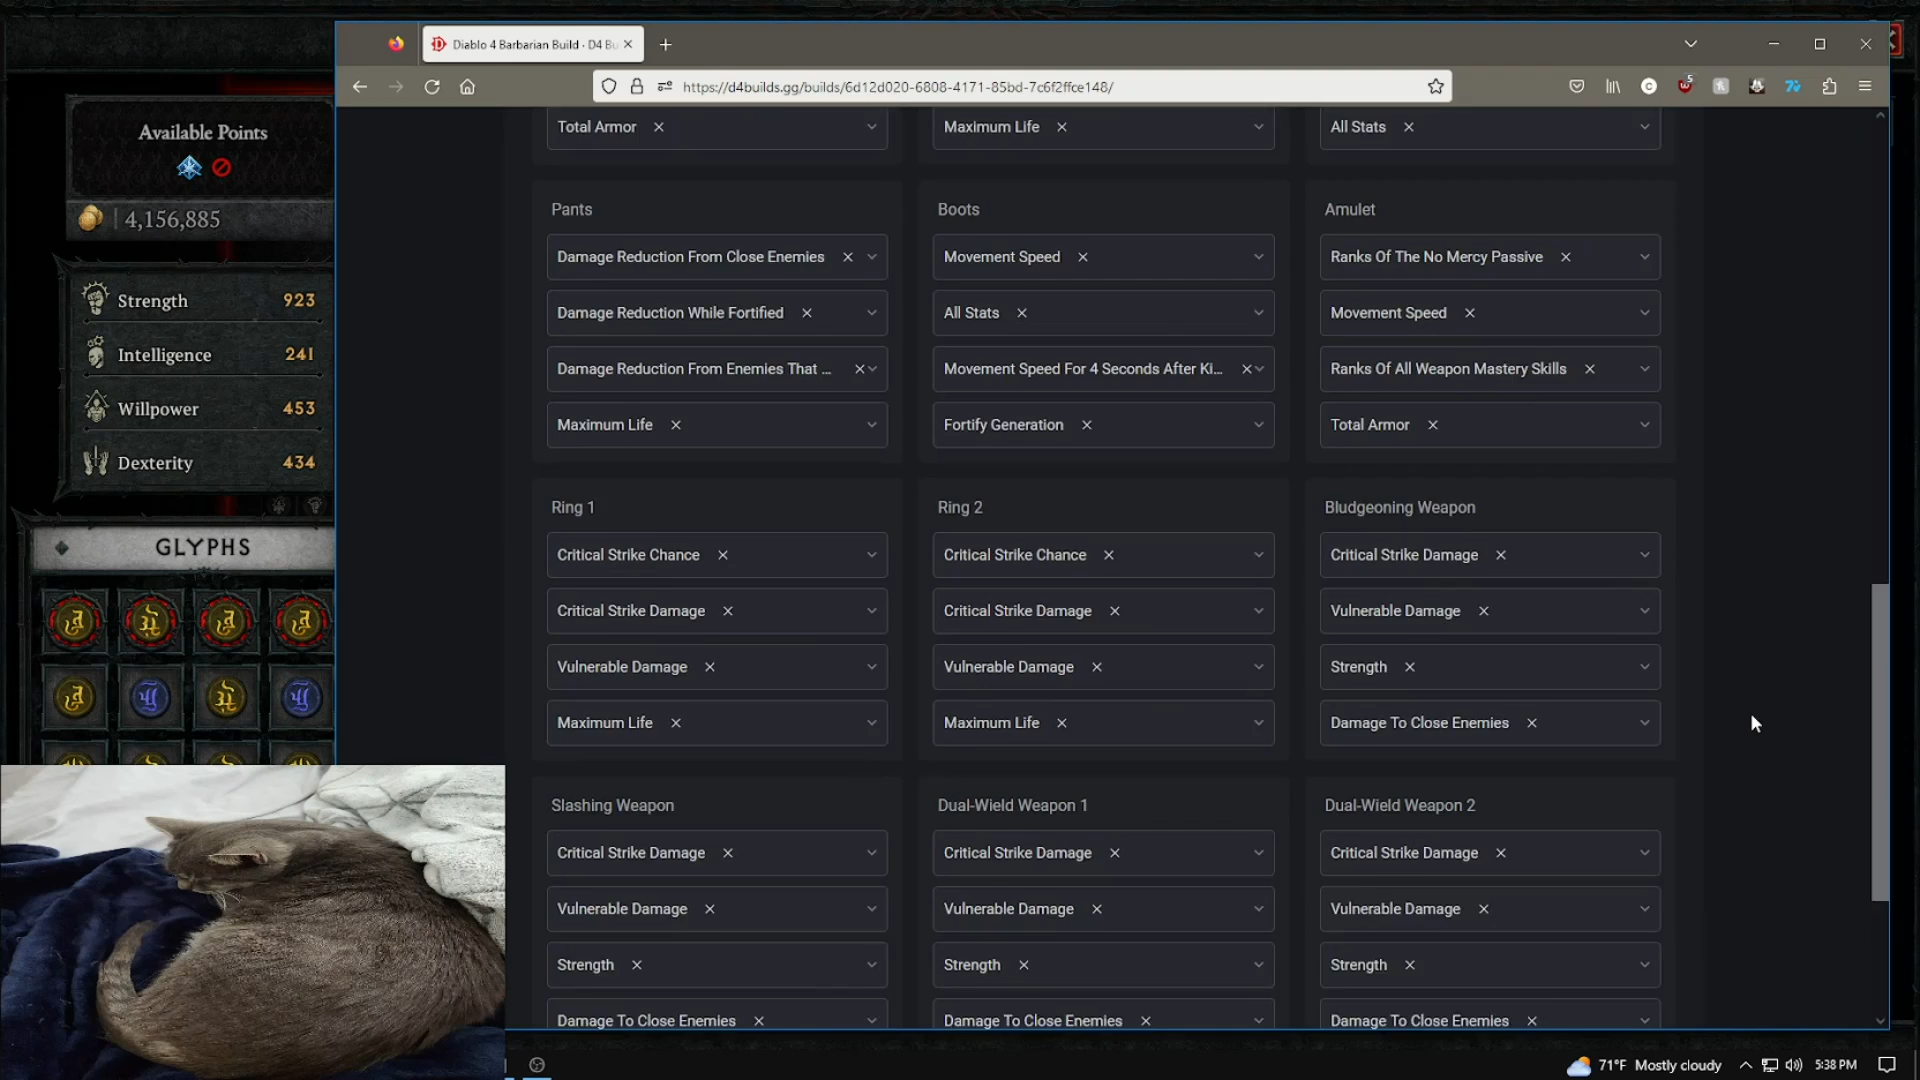 Diablo 4 Barbarian Build · D4 Bu
https://d4builds.gg/builds/6d12d020-6808-4171-85bd-7c6f2ffce148/
5
Available Points
4,156,885
Strength 923
Intelligence 241
Willpower 453
Dexterity 434
GLYPHS
Total Armor
Maximum Life
All Stats
Pants
Damage Reduction From Close Enemies
Damage Reduction While Fortified
Damage Reduction From Enemies That ...
Maximum Life
Boots
Movement Speed
All Stats
Movement Speed For 4 Seconds After Ki...
Fortify Generation
Amulet
Ranks Of The No Mercy Passive
Movement Speed
Ranks Of All Weapon Mastery Skills
Total Armor
Ring 1
Critical Strike Chance
Critical Strike Damage
Vulnerable Damage
Maximum Life
Ring 2
Critical Strike Chance
Critical Strike Damage
Vulnerable Damage
Maximum Life
Bludgeoning Weapon
Critical Strike Damage
Vulnerable Damage
Strength
Damage To Close Enemies
Slashing Weapon
Critical Strike Damage
Vulnerable Damage
Strength
Damage To Close Enemies
Dual-Wield Weapon 1
Critical Strike Damage
Vulnerable Damage
Strength
Damage To Close Enemies
Dual-Wield Weapon 2
Critical Strike Damage
Vulnerable Damage
Strength
Damage To Close Enemies
71°F Mostly cloudy
5:38 PM